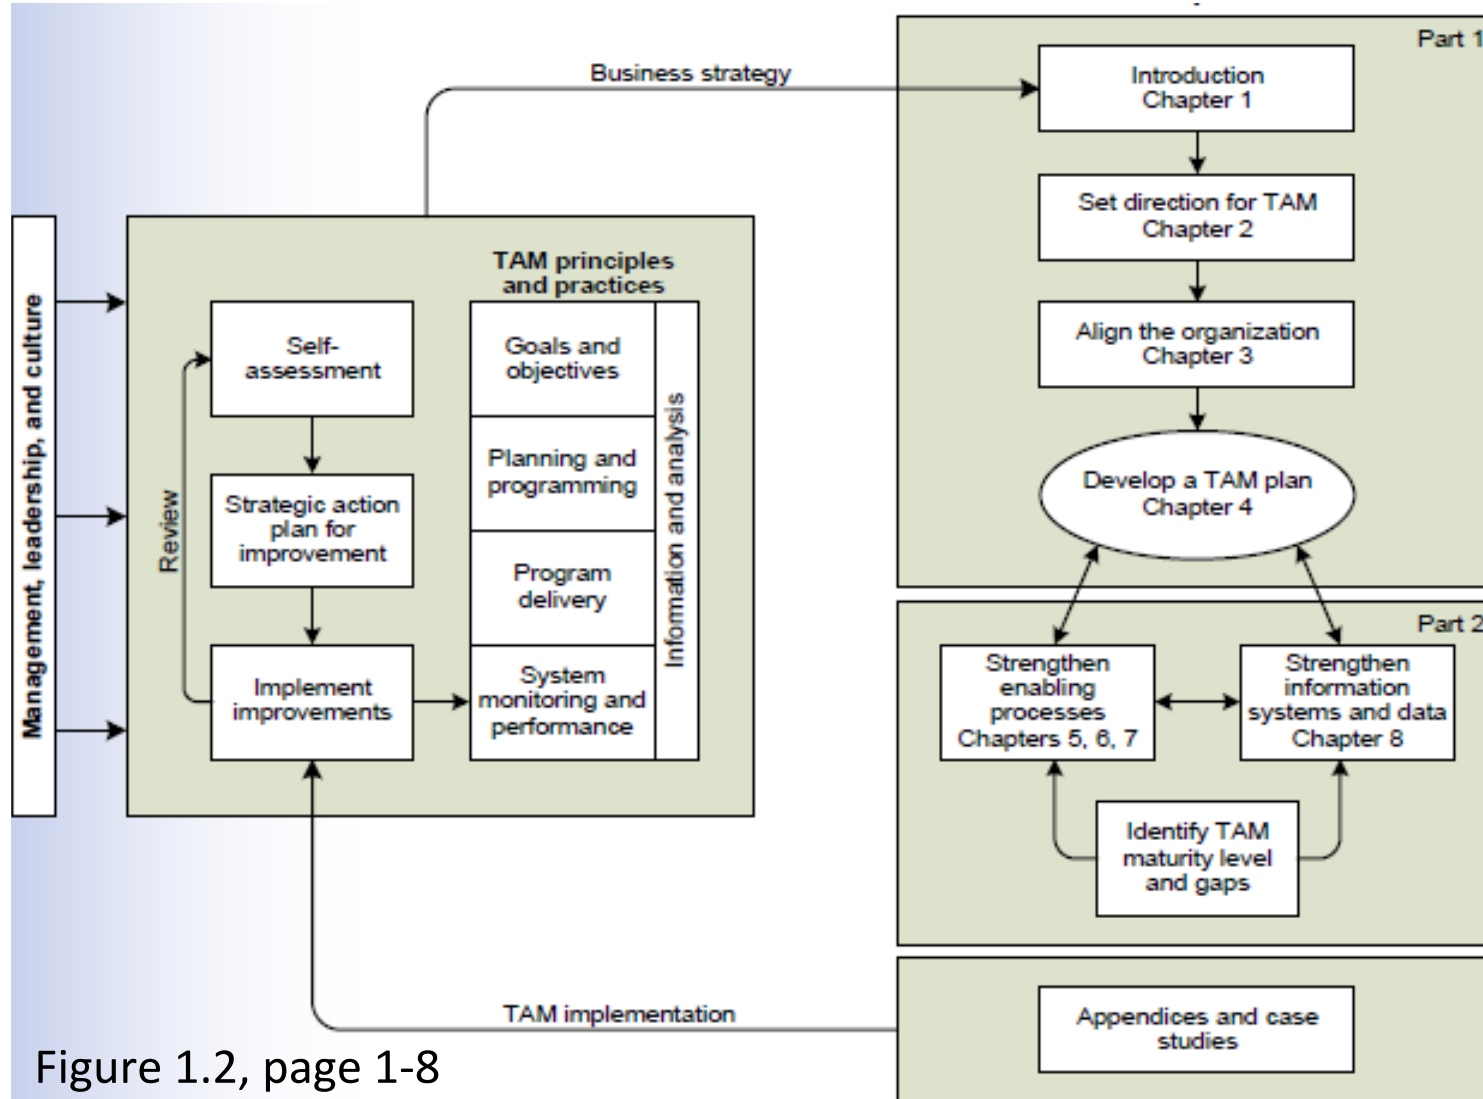 Business strategy
Part 1
Introduction
Chapter 1
Set direction for TAM
Chapter 2
Align the organization
Chapter 3
Develop a TAM plan
Chapter 4
Management, leadership, and culture
TAM principles
and practices
Self-
assessment
Strategic action
plan for
improvement
Implement
improvements
Review
Goals and
objectives
Planning and
programming
Program
delivery
System
monitoring and
performance
Information and analysis
Part 2
Strengthen
enabling
processes
Chapters 5, 6, 7
Strengthen
information
systems and data
Chapter 8
Identify TAM
maturity level
and gaps
TAM implementation
Appendices and case
studies
Figure 1.2, page 1-8